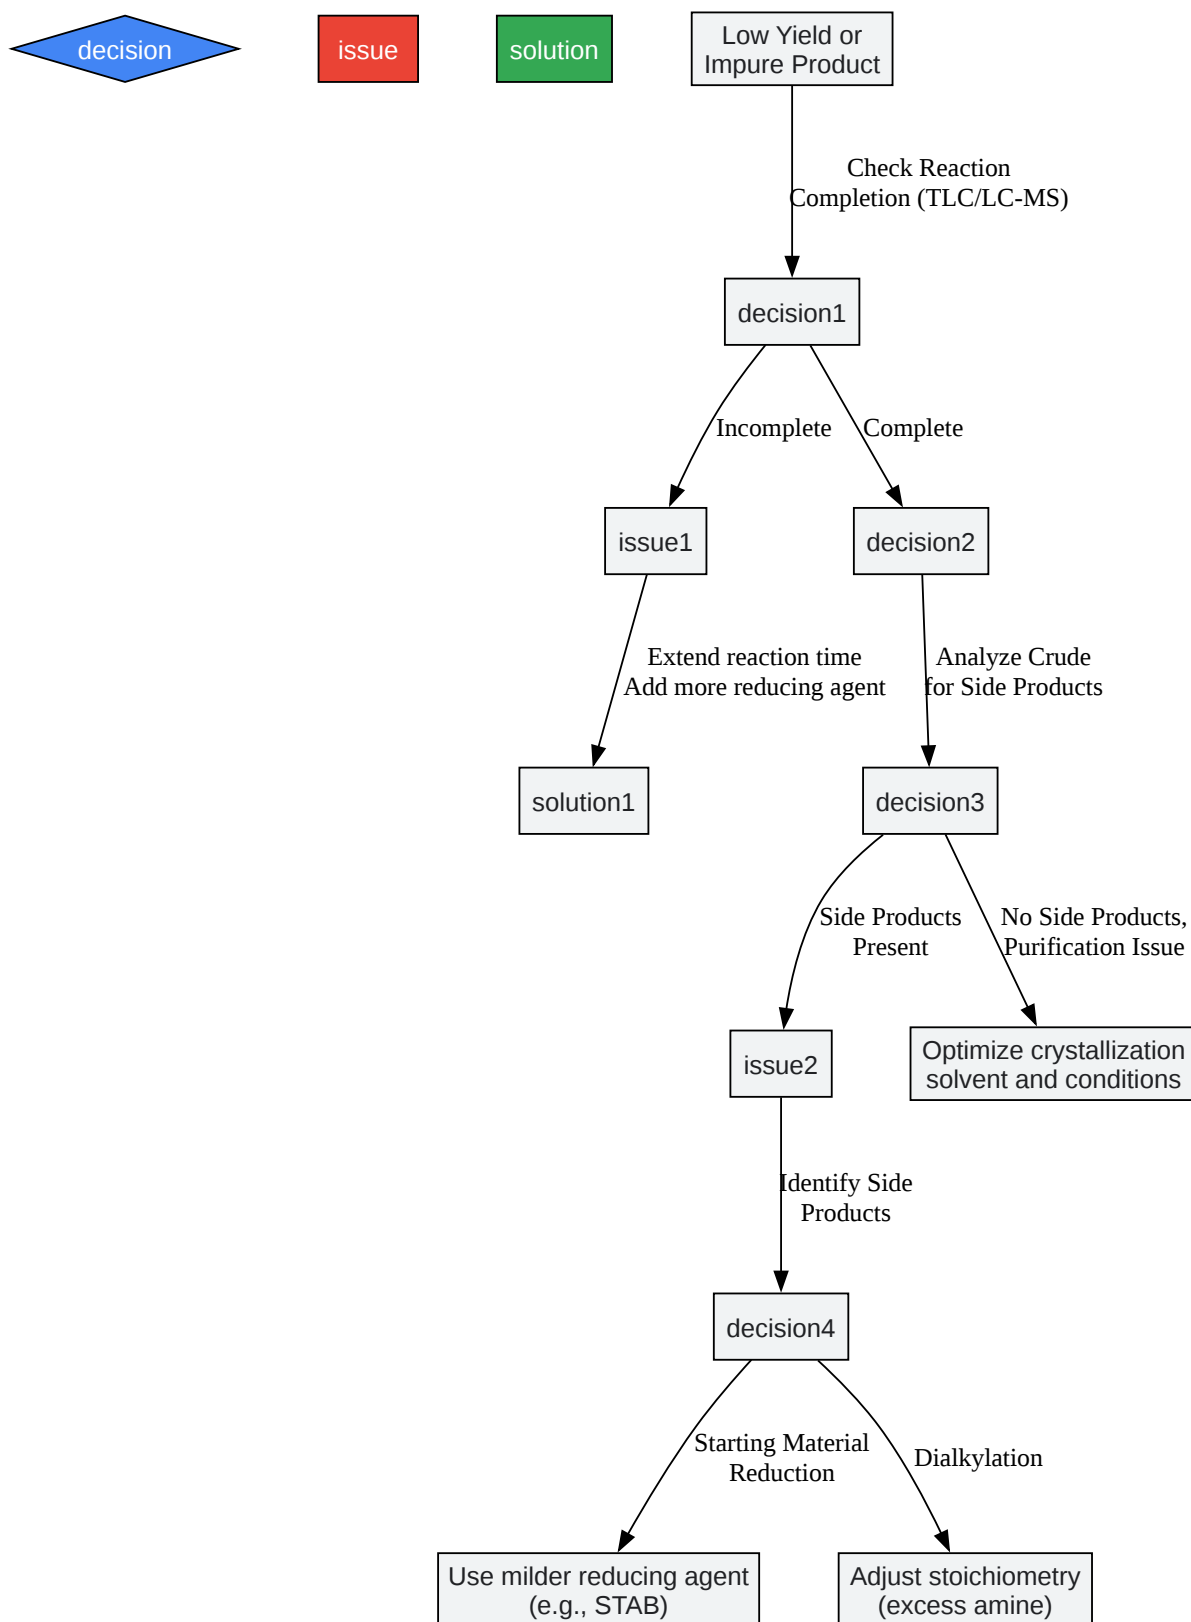 decision
issue
solution
Low Yield or
Impure Product
Check Reaction
Completion (TLC/LC-MS)
decision1
Incomplete
Complete
issue1
decision2
Extend reaction time
Add more reducing agent
Analyze Crude
for Side Products
solution1
decision3
Side Products
Present
No Side Products,
Purification Issue
issue2
Optimize crystallization
solvent and conditions
Identify Side
Products
decision4
Starting Material
Reduction
Dialkylation
Use milder reducing agent
(e.g., STAB)
Adjust stoichiometry
(excess amine)